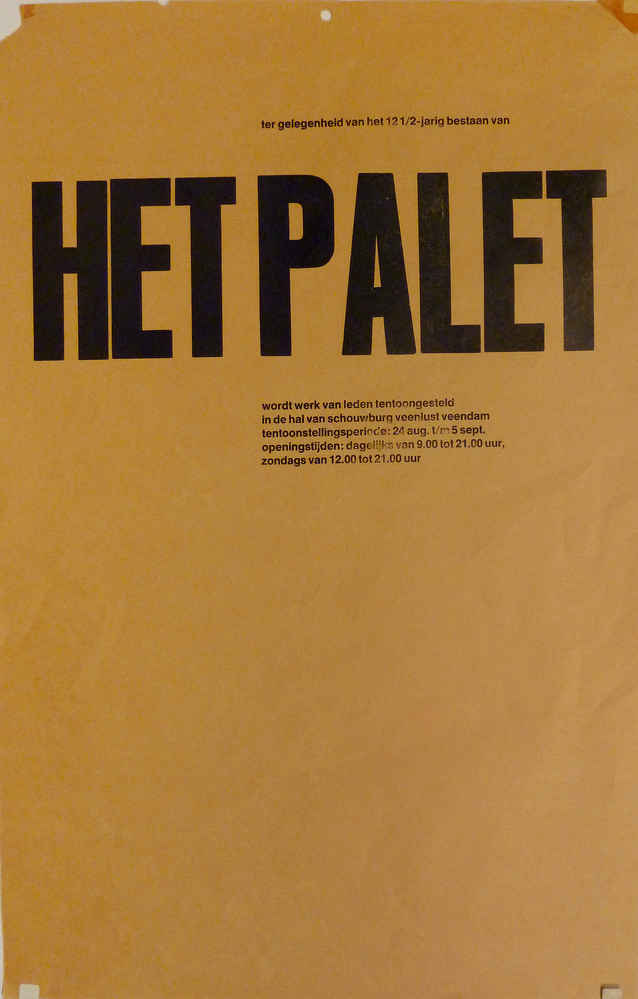 ter gelegenheid van het 12 1/2-jarig bestaan van
HET PALET
wordt werk van leden tentoongesteld
in de hal van schouwburg veenlust veendam
tentoonstellingsperiode: 24 aug. t/m 5 sept.
openingstijden: dagelijks van 9.00 tot 21.00 uur,
zondags van 12.00 tot 21.00 uur